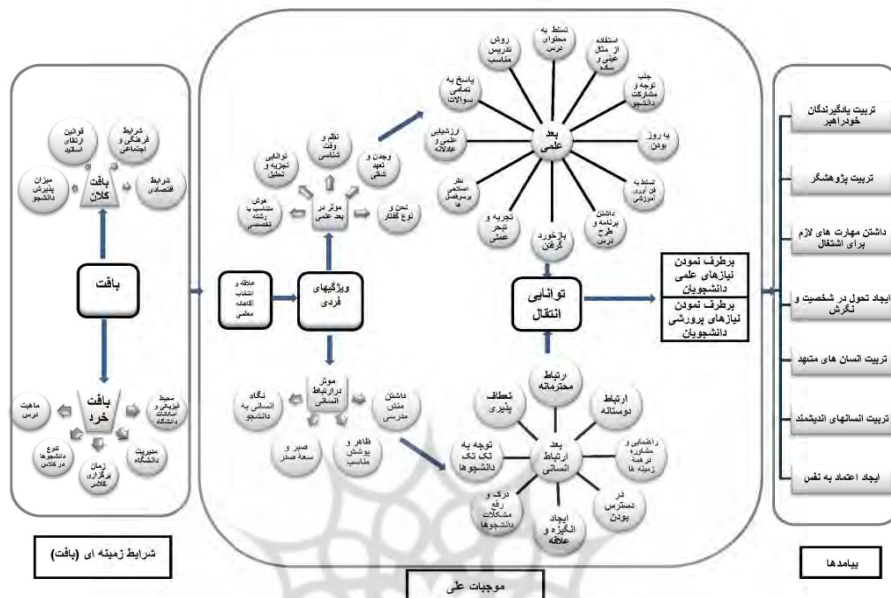 شرایط
فرهنگی و
اجتماعی
قوانین
ارتقای
اساتید
شرایط
اقتصادی
میزان
پذیرش
دانشجو
بافت
کلان
بافت
بافت
خرد
محیط
فیزیکی و
امکانات
دانشگاه
مدیریت
دانشگاه
زمان
برگزاری
کلاس
تنوع
دانشجوها
در کلاس
ماهیت
درس
شرایط زمینه ای (بافت)
علاقه و
انتخاب
آگاهانه
معلمی
ویژگیهای
فردی
موثر در
بعد علمی
نحن و
نوع گفتار
وجدان و
تعهد
شغلی
نظم و
وقت
شناسی
توانایی
تجزیه و
تحلیل
هوش
متناسب با
رشته
تخصصی
موثر
درارتباط
انسانی
داشتن
منش
مدرسی
ظاهر و
پوشش
مناسب
صبر و
سعة صدر
نگاه
انسانی به
دانشجو
بعد
علمی
تسلط به
محتوای
درس
استفاده
از مثال
عینی و
ساده
جلب
توجه و
مشارکت
دانشجو
به روز
بودن
تسلط به
فن آوری
آموزشی
داشتن
برنامه و
طرح
درس
بازخورد
گرفتن
تجربه و
تبحر
عملی
نظر
اصلاحی
برسرفصل
ها
ارزشیابی
علمی و
عادلانه
پاسخ به
تمامی
سوالات
روش
تدریس
مناسب
توانایی
انتقال
برطرف نمودن
نیازهای علمی
دانشجویان
برطرف نمودن
نیازهای پرورشی
دانشجویان
بعد
ارتباط
انسانی
ارتباط
محترمانه
ارتباط
دوستانه
راهنمایی و
مشاوره
درهمه
زمینه ها
در
دسترس
بودن
ایجاد
انگیزه و
علاقه
درک و
رفع
مشکلات
دانشجوها
توجه به
تک تک
دانشجوها
انعطاف
پذیری
موجبات علّی
تربیت یادگیرندگان
خودراهبر
تربیت پژوهشگر
داشتن مهارت های لازم
برای اشتغال
ایجاد تحول در شخصیت و
نگرش
تربیت انسان های متعهد
تربیت انسانهای اندیشمند
ایجاد اعتماد به نفس
پیامدها